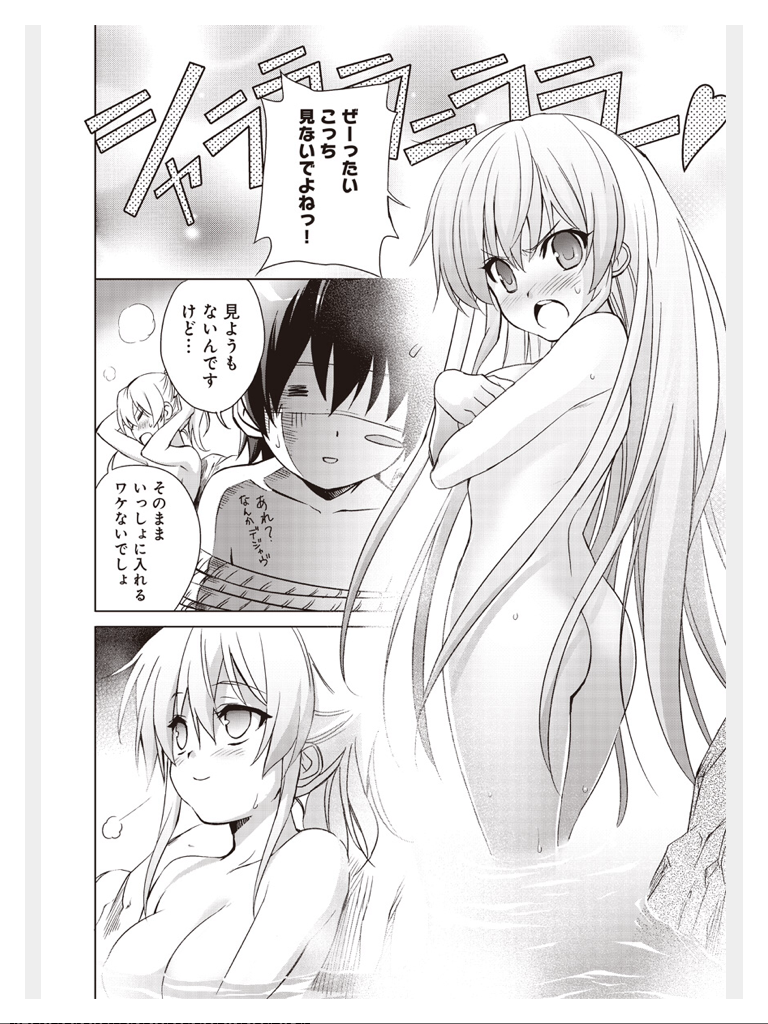 シャララランラララー♡
ぜーったい
こっち
見ないでよねっ!
見ようも
ないんです
けど…
あれ?
なんかデジャヴ
そのまま
いっしょに入れる
ワケないでしょ